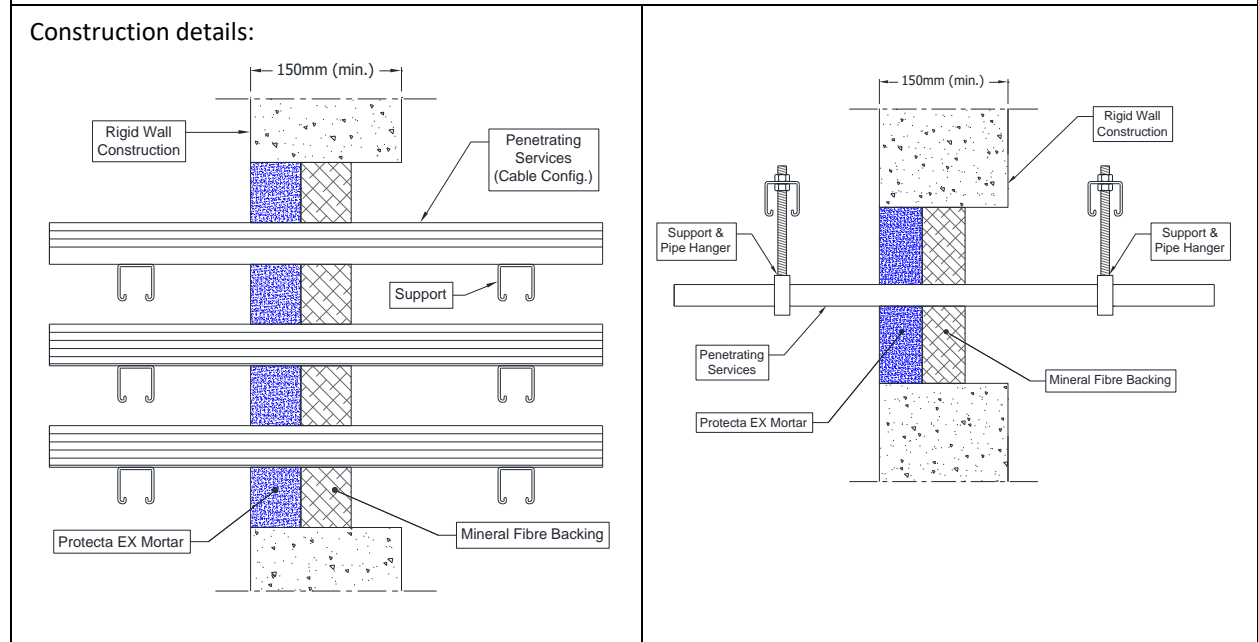 Construction details:
150mm (min.)
Rigid Wall
Construction
Penetrating
Services
(Cable Config.)
Support
Protecta EX Mortar
Mineral Fibre Backing
150mm (min.)
Rigid Wall
Construction
Support &
Pipe Hanger
Support &
Pipe Hanger
Penetrating
Services
Mineral Fibre Backing
Protecta EX Mortar